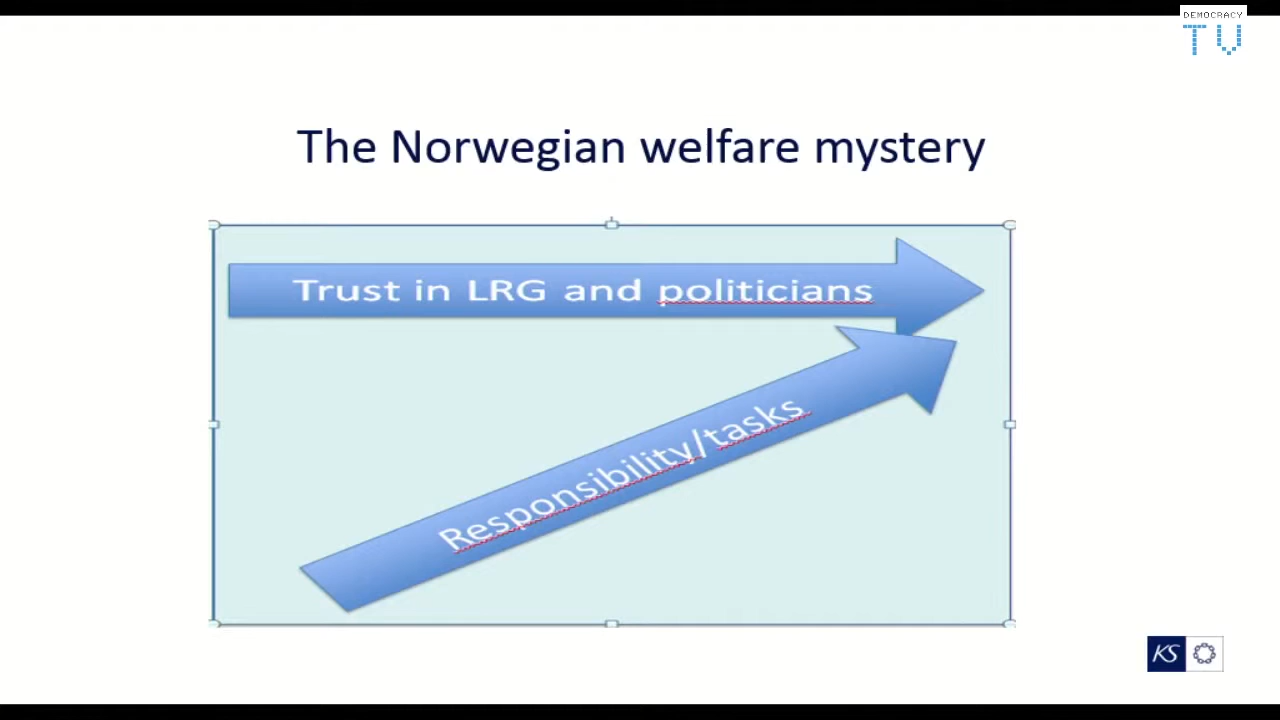 DEMOCRACY
TV
The Norwegian welfare mystery
Trust in LRG and politicians
Responsibility/tasks
KS